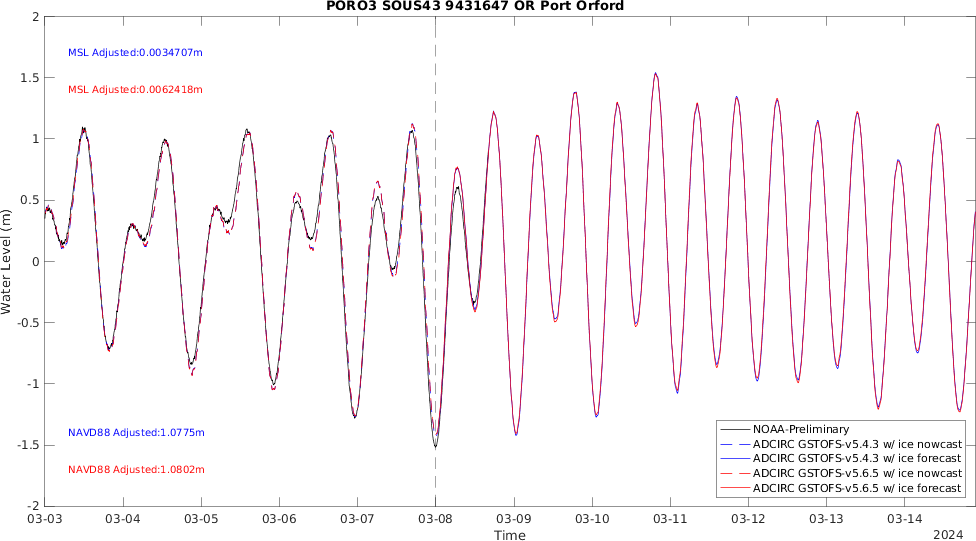 PORO3 SOUS43 9431647 OR Port Orford
2
1.5
1
0.5
0
-0.5
-1
-1.5
-2
Water Level (m)
MSL Adjusted:0.0034707m
MSL Adjusted:0.0062418m
NAVD88 Adjusted:1.0775m
NAVD88 Adjusted:1.0802m
NOAA-Preliminary
ADCIRC GSTOFS-v5.4.3 w/ ice nowcast
ADCIRC GSTOFS-v5.4.3 w/ ice forecast
ADCIRC GSTOFS-v5.6.5 w/ ice nowcast
ADCIRC GSTOFS-v5.6.5 w/ ice forecast
03-03 03-04 03-05 03-06 03-07 03-08 03-09 03-10 03-11 03-12 03-13 03-14
Time
2024